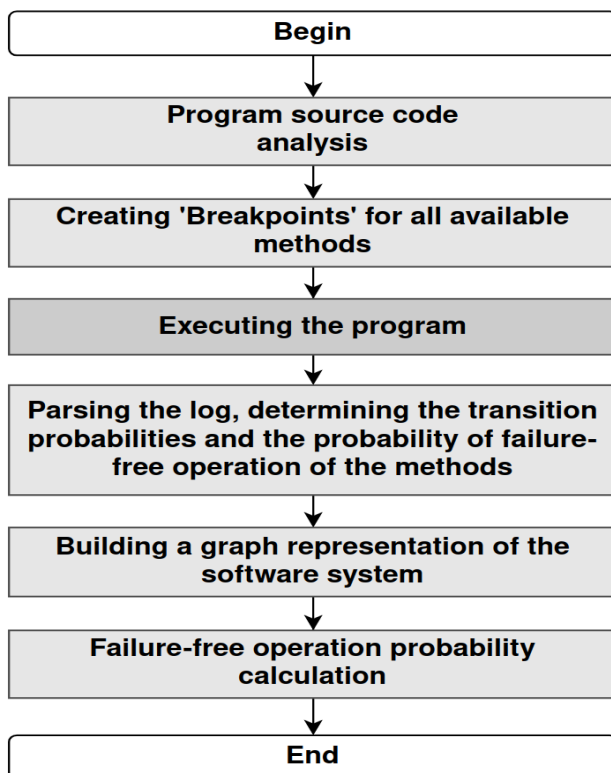 Begin
Program source code
analysis
Creating 'Breakpoints' for all available
methods
Executing the program
Parsing the log, determining the transition
probabilities and the probability of failure-
free operation of the methods
Building a graph representation of the
software system
Failure-free operation probability
calculation
End